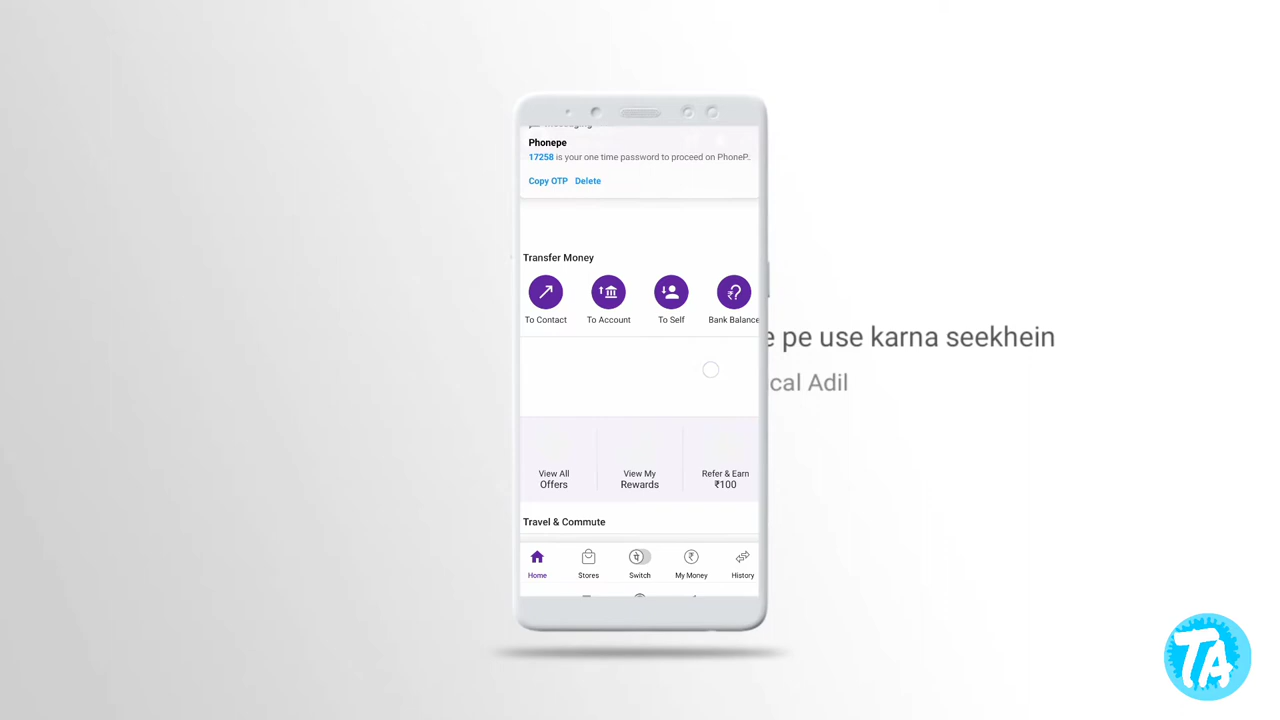 Phonepe
17258 is your one time password to proceed on PhoneP..
Copy OTP Delete
Transfer Money
To Contact To Account To Self Bank Balance
pe use karna seekhein
cal Adil
View All View My Refer & Earn
Offers Rewards ₹100
Travel & Commute
Home Stores Switch My Money History
TA